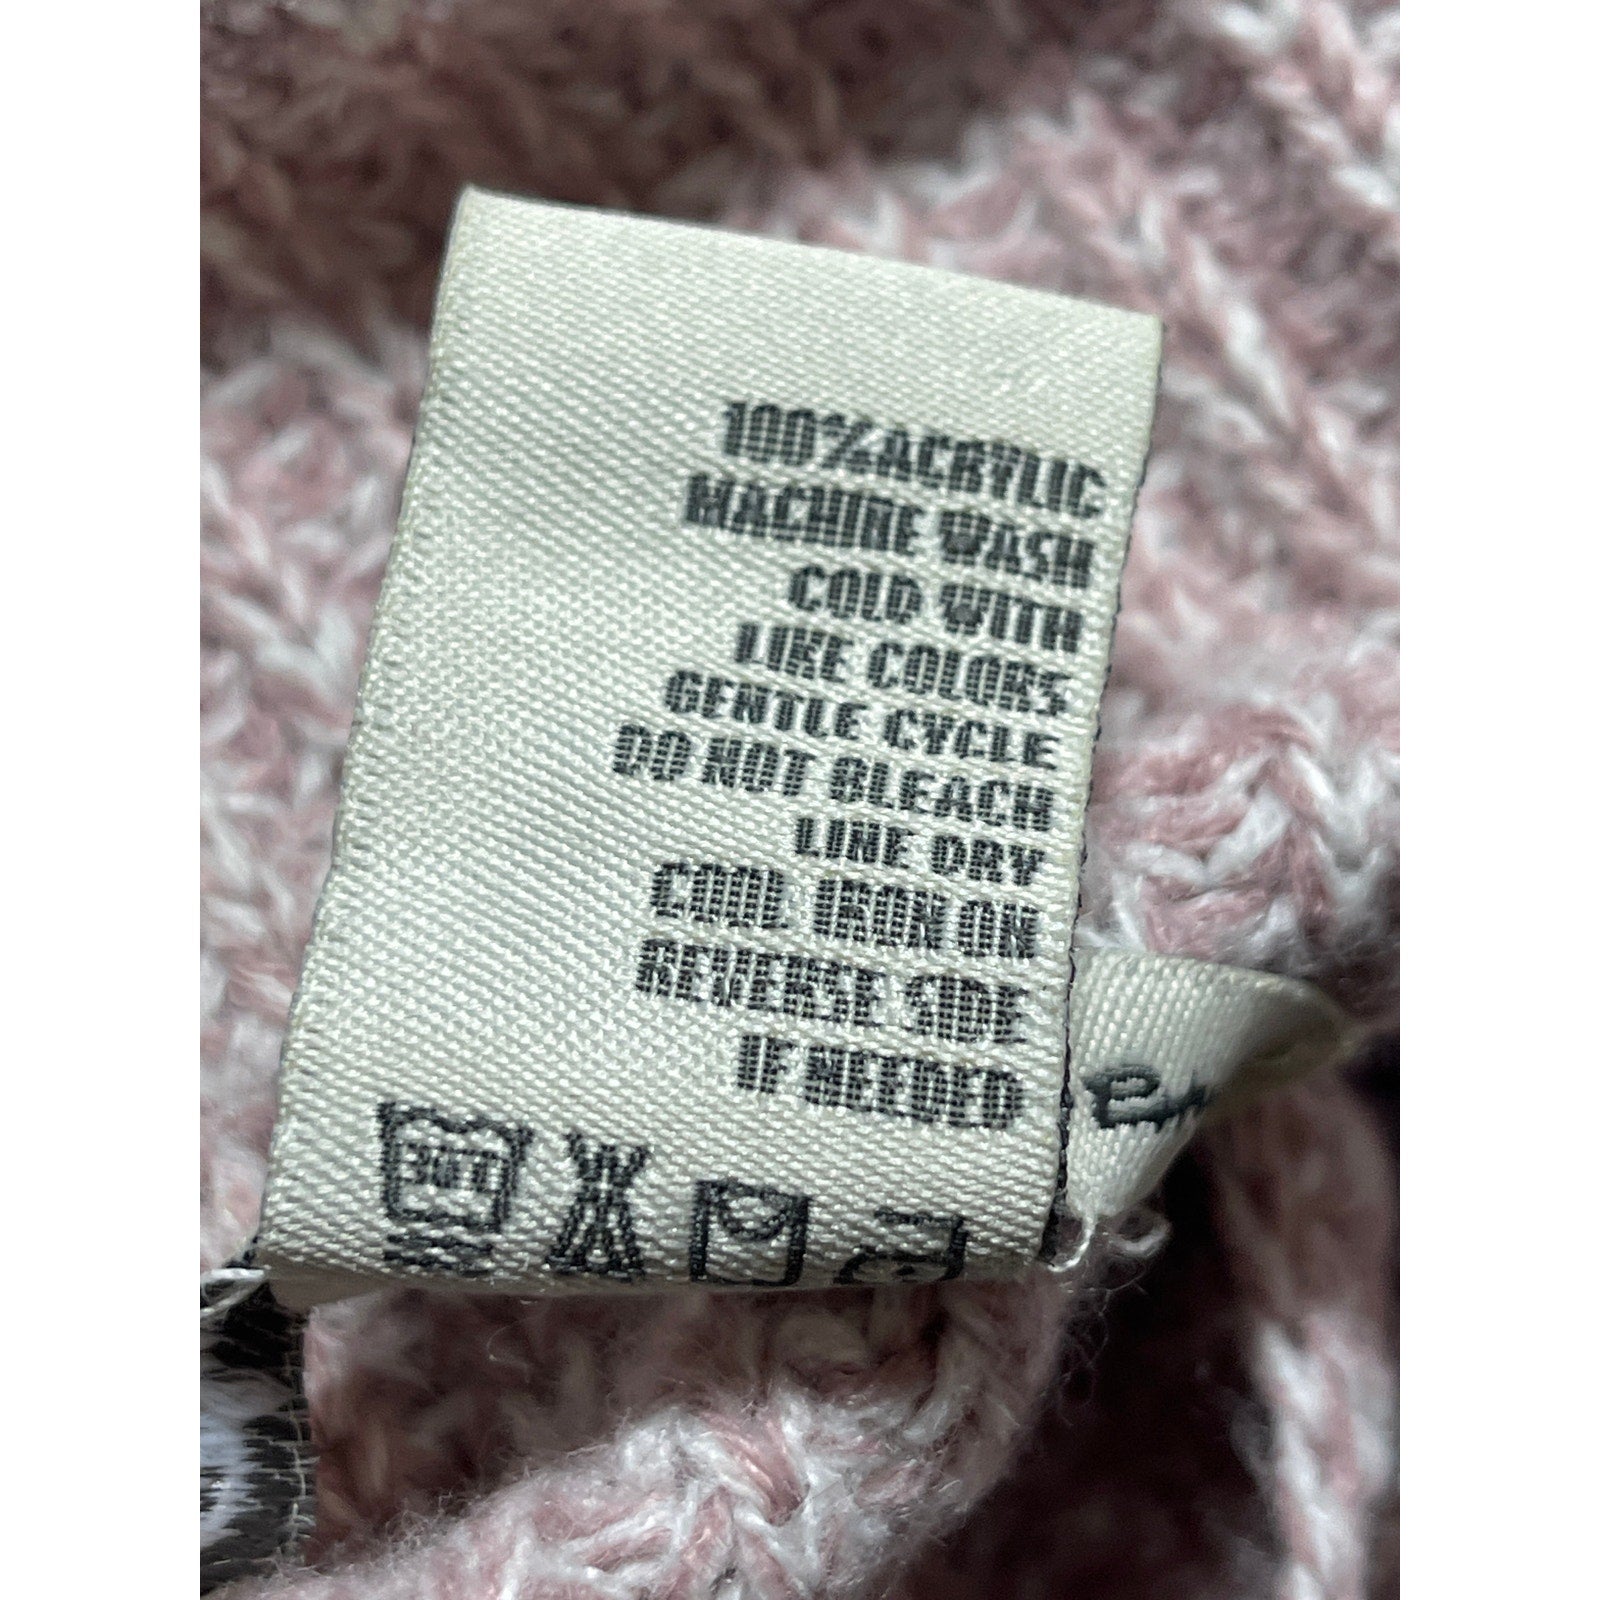 100%ACRYLIC
MACHINE WASH
COLD WITH
LIKE COLORS
GENTLE CYCLE
DO NOT BLEACH
LINE DRY
COOL IRON ON
REVERSE SIDE
IF NEEDED